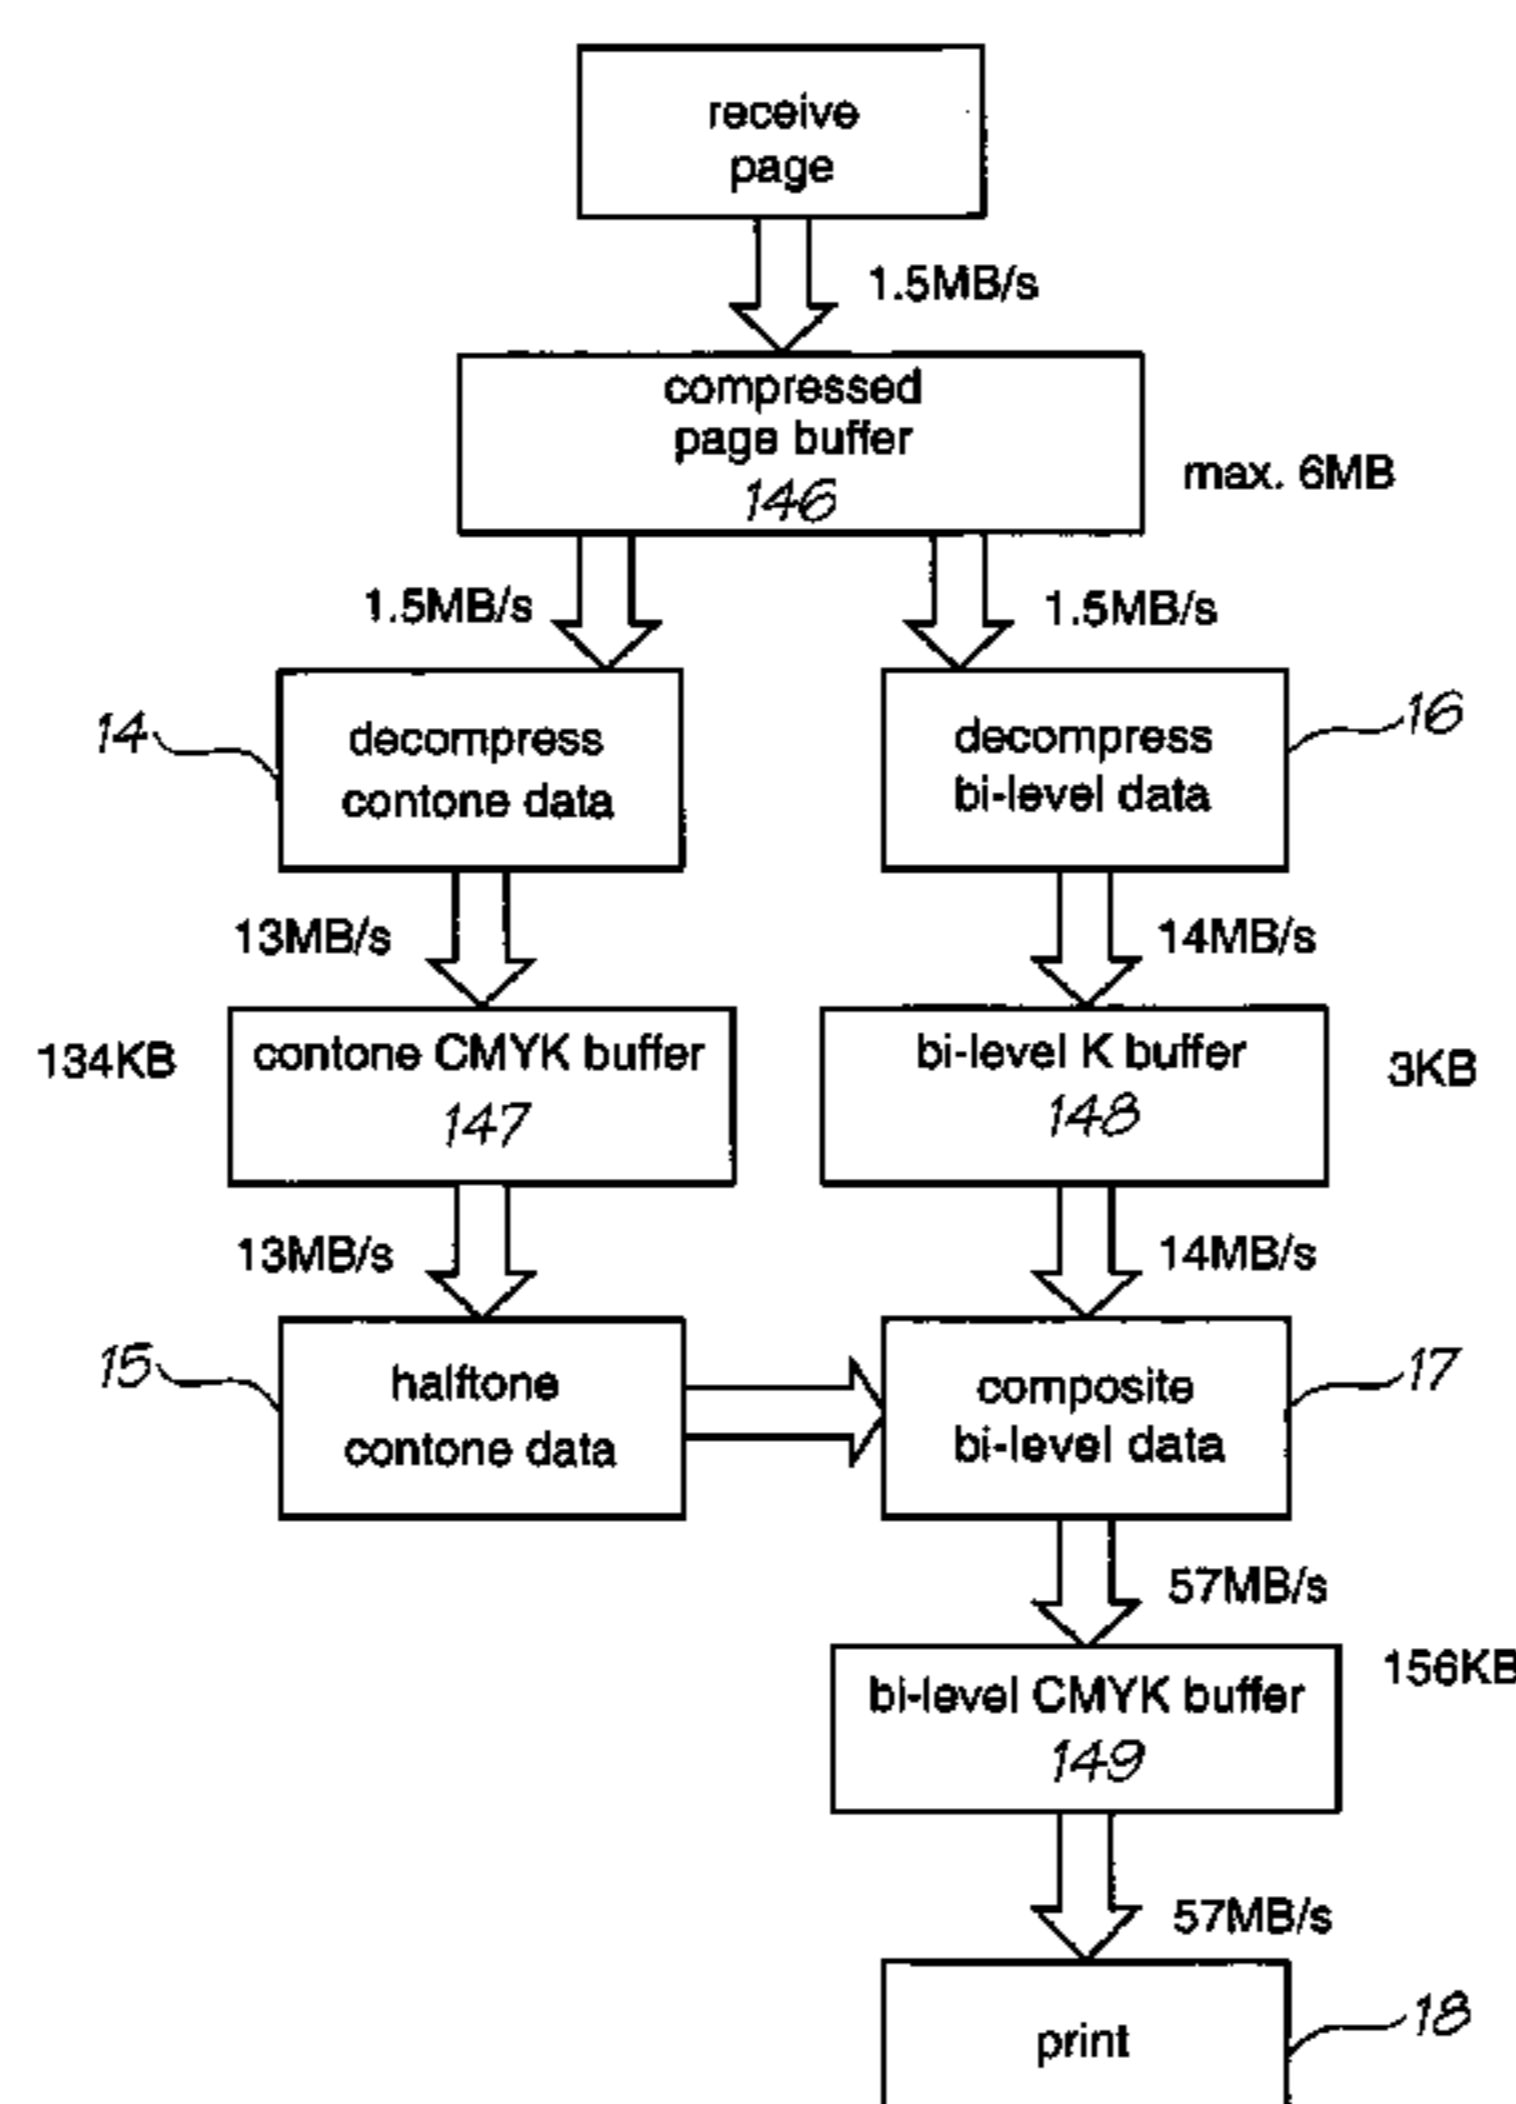 receive
page
1.5MB/s
compressed
page buffer
146
max. 6MB
1.5MB/s
1.5MB/s
14
decompress
contone data
decompress
bi-level data
16
13MB/s
14MB/s
134KB
contone CMYK buffer
147
bi-level K buffer
148
3KB
13MB/s
14MB/s
15
halftone
contone data
composite
bi-level data
17
57MB/s
bi-level CMYK buffer
149
156KB
57MB/s
print
18